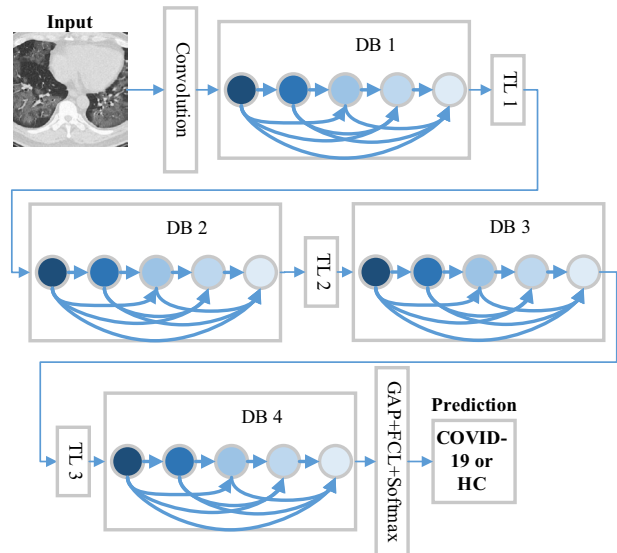 Input
Convolution
DB 1
TL 1
DB 2
TL 2
DB 3
TL 3
DB 4
GAP+FCL+Softmax
Prediction
COVID-
19 or
HC